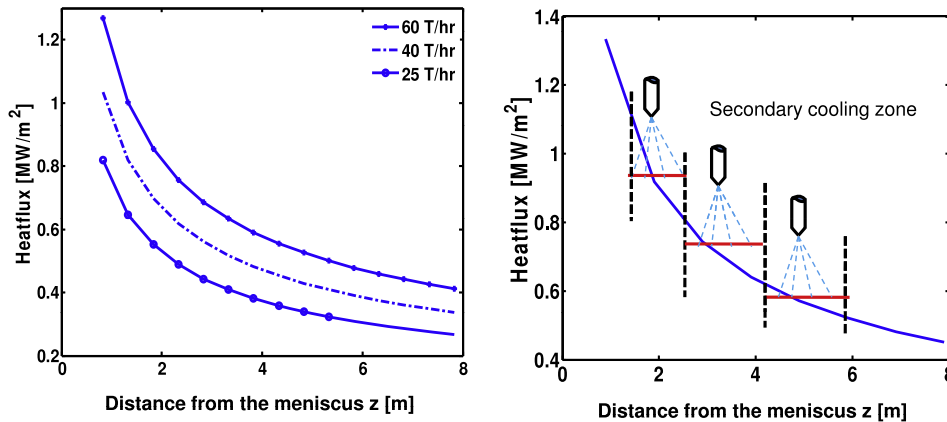 1.2
1
0.8
0.6
0.4
0.2
0 2 4 6 8
Heatflux [MW/m²]
Distance from the meniscus z [m]
60 T/hr
40 T/hr
25 T/hr
1.4
1.2
1
0.8
0.6
0.4
0 2 4 6 8
Heatflux [MW/m²]
Distance from the meniscus z [m]
Secondary cooling zone